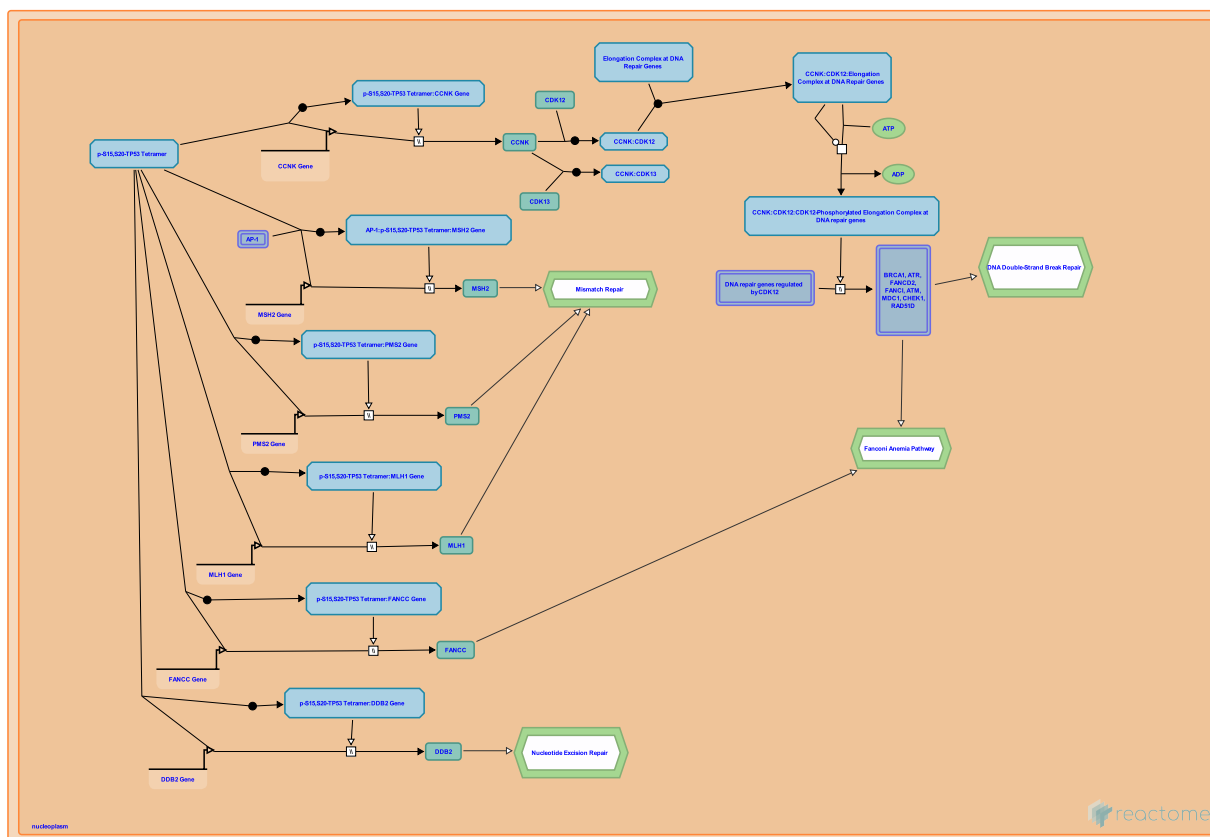 Elongation Complex at DNA
Repair Genes
CCNK:CDK12:Elongation
Complex at DNA Repair Genes
p-S15,S20-TP53 Tetramer:CCNK Gene
CDK12
ATP
CCNK
CCNK:CDK12
p-S15,S20-TP53 Tetramer
CCNK Gene
CCNK:CDK13
ADP
CDK13
CCNK:CDK12:CDK12-Phosphorylated Elongation Complex at
DNA repair genes
AP-1
AP-1:p-S15,S20-TP53 Tetramer:MSH2 Gene
DNA Double-Strand Break Repair
BRCA1, ATR,
FANCD2,
FANCI, ATM,
MDC1, CHEK1,
RAD51D
DNA repair genes regulated
by CDK12
MSH2
Mismatch Repair
MSH2 Gene
p-S15,S20-TP53 Tetramer:PMS2 Gene
PMS2
PMS2 Gene
Fanconi Anemia Pathway
p-S15,S20-TP53 Tetramer:MLH1 Gene
MLH1
MLH1 Gene
p-S15,S20-TP53 Tetramer:FANCC Gene
FANCC
FANCC Gene
p-S15,S20-TP53 Tetramer:DDB2 Gene
DDB2
Nucleotide Excision Repair
DDB2 Gene
nucleoplasm
reactome